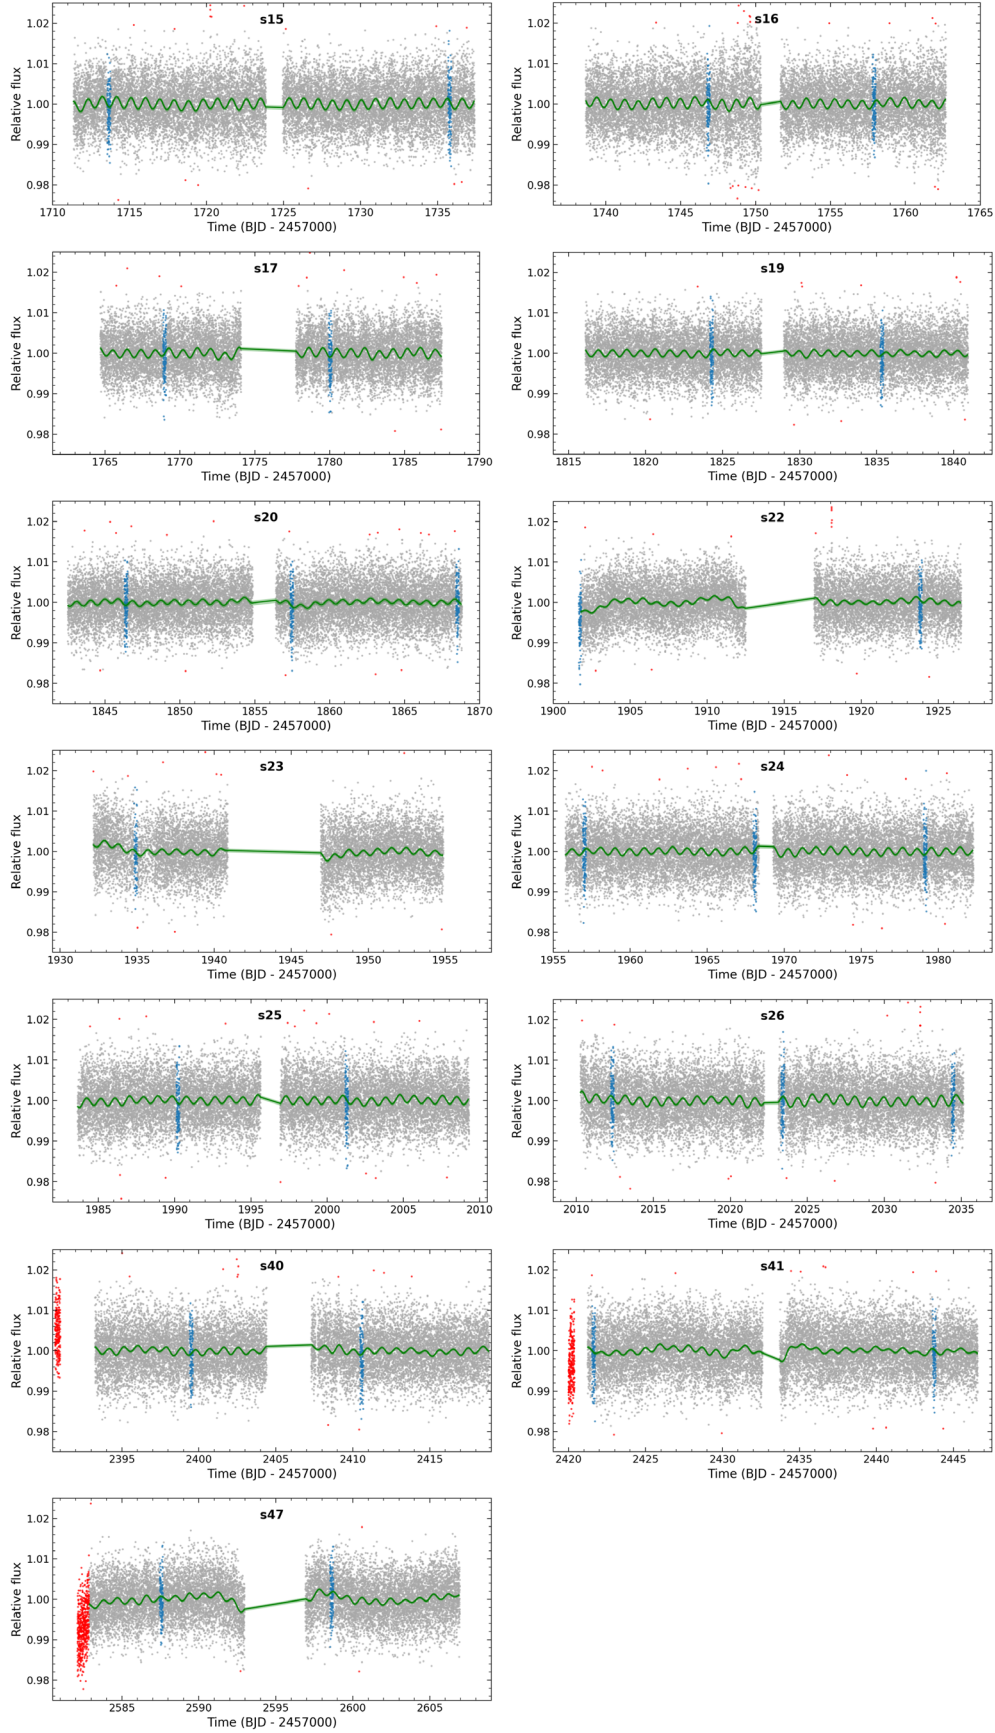 s15
Relative flux
1.02
1.01
1.00
0.99
0.98
1710 1715 1720 1725 1730 1735
Time (BJD - 2457000)
s16
Relative flux
1.02
1.01
1.00
0.99
0.98
1740 1745 1750 1755 1760 1765
Time (BJD - 2457000)
s17
Relative flux
1.02
1.01
1.00
0.99
0.98
1765 1770 1775 1780 1785 1790
Time (BJD - 2457000)
s19
Relative flux
1.02
1.01
1.00
0.99
0.98
1815 1820 1825 1830 1835 1840
Time (BJD - 2457000)
s20
Relative flux
1.02
1.01
1.00
0.99
0.98
1845 1850 1855 1860 1865 1870
Time (BJD - 2457000)
s22
Relative flux
1.02
1.01
1.00
0.99
0.98
1900 1905 1910 1915 1920 1925
Time (BJD - 2457000)
s23
Relative flux
1.02
1.01
1.00
0.99
0.98
1930 1935 1940 1945 1950 1955
Time (BJD - 2457000)
s24
Relative flux
1.02
1.01
1.00
0.99
0.98
1955 1960 1965 1970 1975 1980
Time (BJD - 2457000)
s25
Relative flux
1.02
1.01
1.00
0.99
0.98
1985 1990 1995 2000 2005 2010
Time (BJD - 2457000)
s26
Relative flux
1.02
1.01
1.00
0.99
0.98
2010 2015 2020 2025 2030 2035
Time (BJD - 2457000)
s40
Relative flux
1.02
1.01
1.00
0.99
0.98
2395 2400 2405 2410 2415
Time (BJD - 2457000)
s41
Relative flux
1.02
1.01
1.00
0.99
0.98
2420 2425 2430 2435 2440 2445
Time (BJD - 2457000)
s47
Relative flux
1.02
1.01
1.00
0.99
0.98
2585 2590 2595 2600 2605
Time (BJD - 2457000)